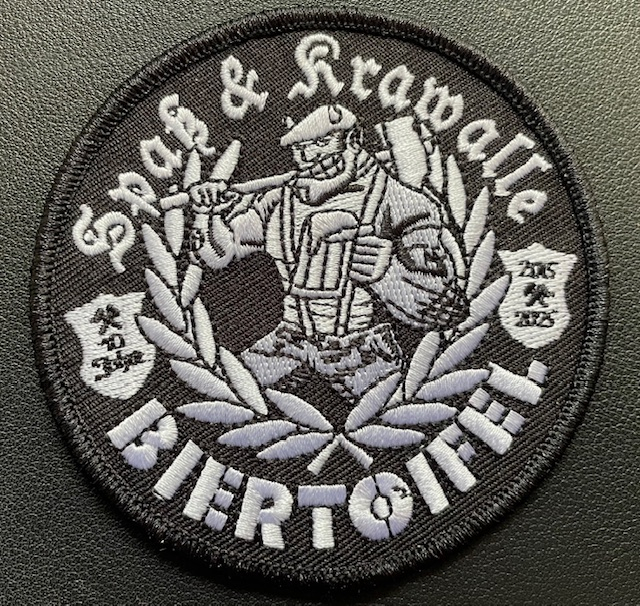 Spaß & Krawalle
10
Jahre
2015
2025
BIERTOIFEL